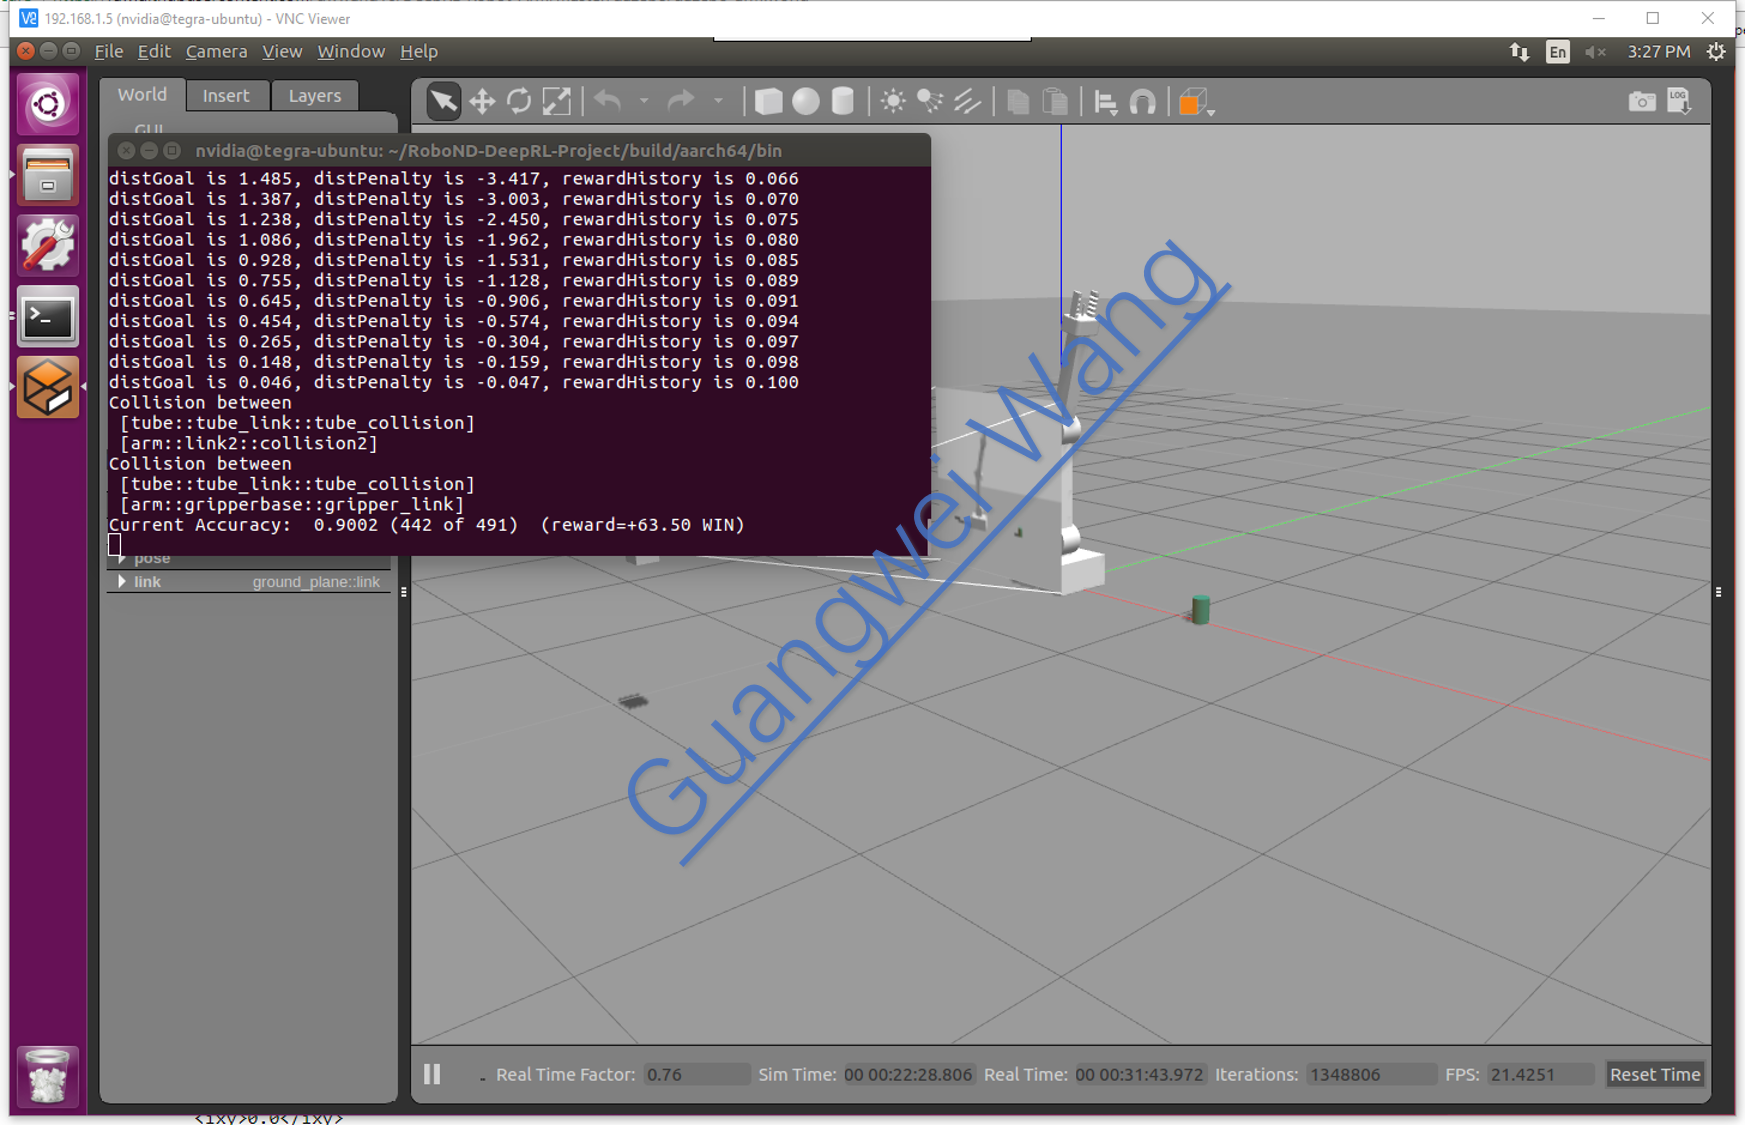 192.168.1.5 (nvidia@tegra-ubuntu) - VNC Viewer
File Edit Camera View Window Help
En
3:27 PM
World Insert Layers
LOG
GUI
nvidia@tegra-ubuntu: ~/RoboND-DeepRL-Project/build/aarch64/bin
distGoal is 1.485, distPenalty is -3.417, rewardHistory is 0.066
distGoal is 1.387, distPenalty is -3.003, rewardHistory is 0.070
distGoal is 1.238, distPenalty is -2.450, rewardHistory is 0.075
distGoal is 1.086, distPenalty is -1.962, rewardHistory is 0.080
distGoal is 0.928, distPenalty is -1.531, rewardHistory is 0.085
distGoal is 0.755, distPenalty is -1.128, rewardHistory is 0.089
distGoal is 0.645, distPenalty is -0.906, rewardHistory is 0.091
distGoal is 0.454, distPenalty is -0.574, rewardHistory is 0.094
distGoal is 0.265, distPenalty is -0.304, rewardHistory is 0.097
distGoal is 0.148, distPenalty is -0.159, rewardHistory is 0.098
distGoal is 0.046, distPenalty is -0.047, rewardHistory is 0.100
Collision between
[tube::tube_link::tube_collision]
[arm::link2::collision2]
Collision between
[tube::tube_link::tube_collision]
[arm::gripperbase::gripper_link]
Current Accuracy: 0.9002 (442 of 491) (reward=+63.50 WIN)
pose
link ground_plane::link
Guangwei Wang
Real Time Factor: 0.76 Sim Time: 00 00:22:28.806 Real Time: 00 00:31:43.972 Iterations: 1348806 FPS: 21.4251 Reset Time
<ixy>0.0</ixy>